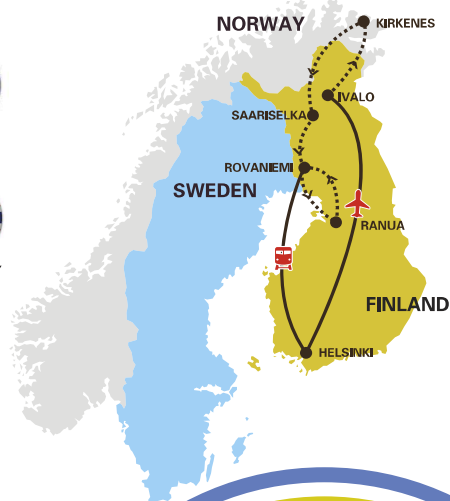 NORWAY
KIRKENES
IVALO
SAARISELKA
ROVANIEMI
SWEDEN
RANUA
FINLAND
HELSINKI